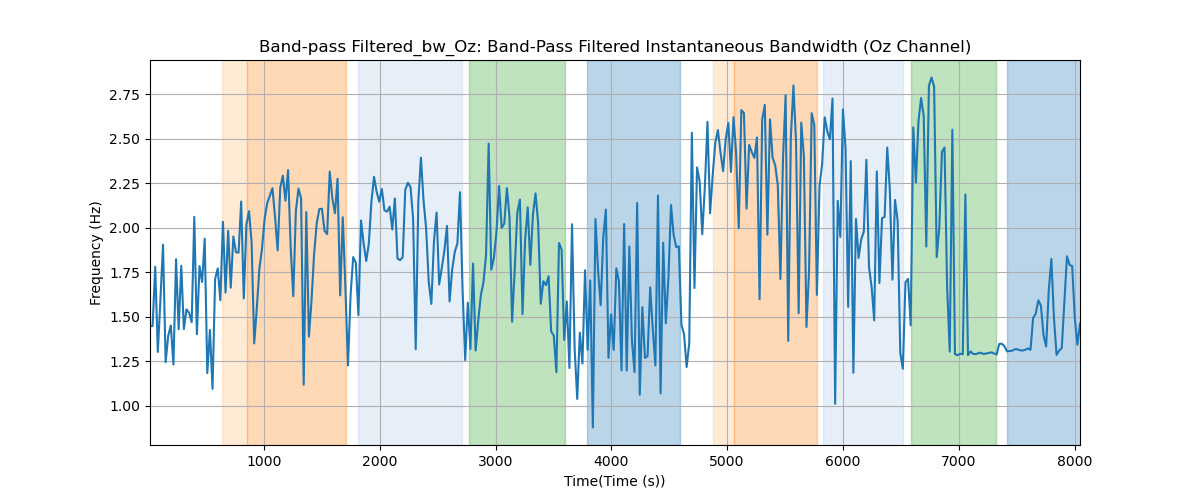 Band-pass Filtered_bw_Oz: Band-Pass Filtered Instantaneous Bandwidth (Oz Channel)
Frequency (Hz)
2.75
2.50
2.25
2.00
1.75
1.50
1.25
1.00
1000 2000 3000 4000 5000 6000 7000 8000
Time(Time (s))